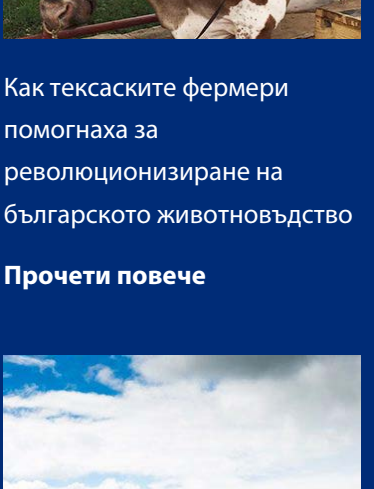 Как тексаските фермери
помогнаха за
революционизиране на
българското животновъдство
Прочети повече